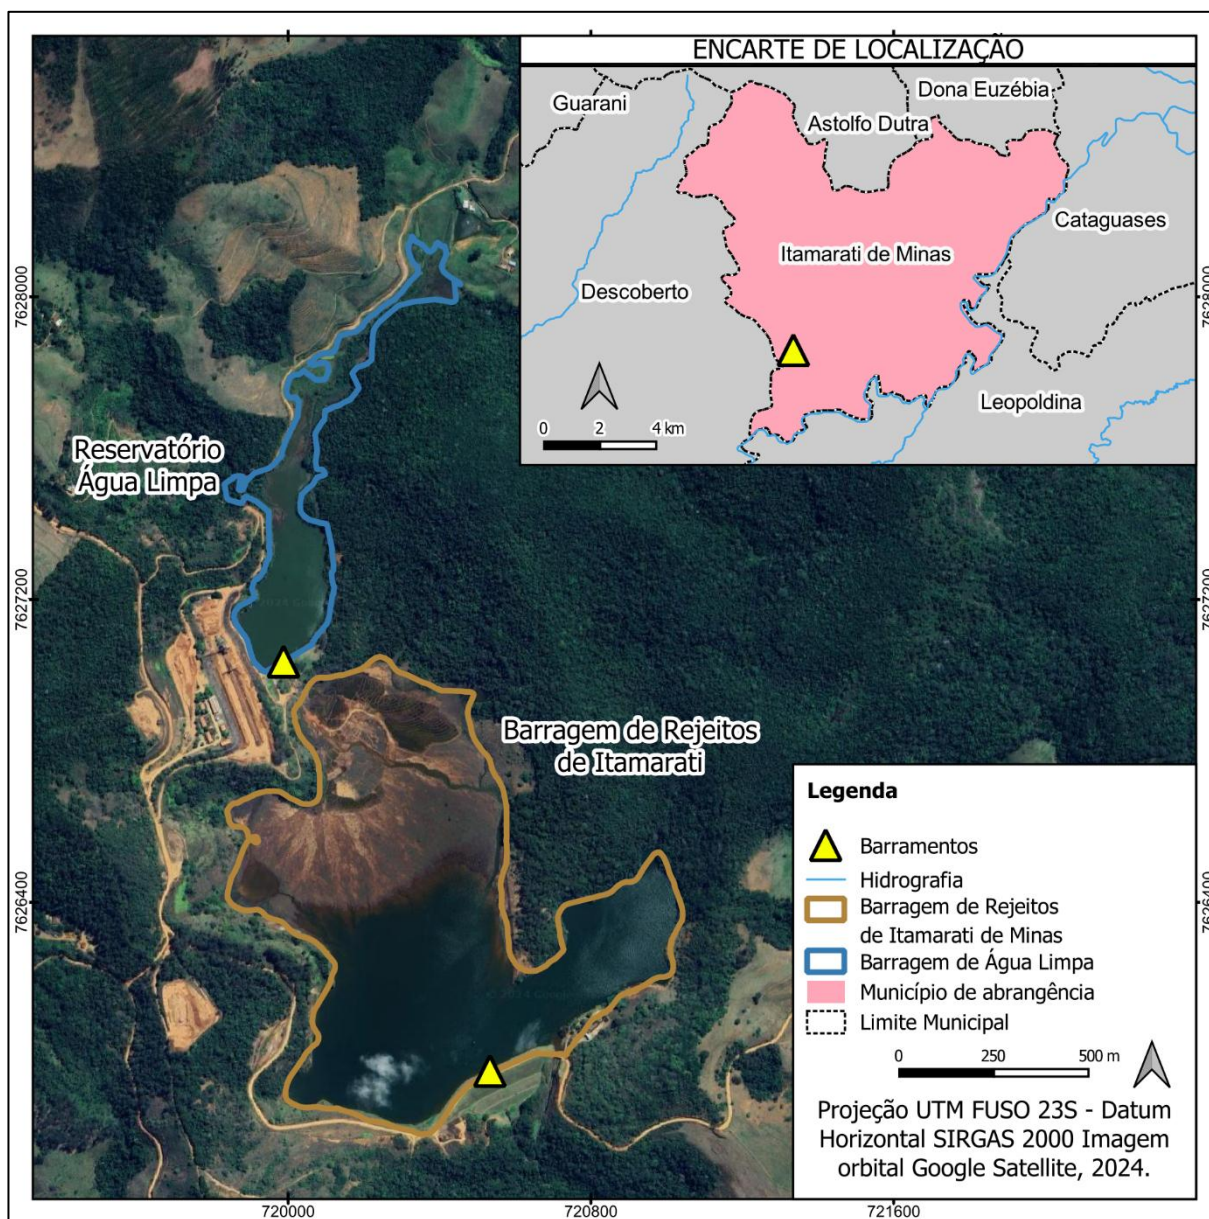 ENCARTE DE LOCALIZAÇÃO
Guarani
Dona Euzébia
Astolfo Dutra
Cataguases
Itamarati de Minas
Descoberto
Leopoldina
0 2 4 km
7628000
7628000
Reservatório
Água Limpa
7627200
7627200
Barragem de Rejeitos
de Itamarati
7626400
7626400
Legenda
Barramentos
Hidrografia
Barragem de Rejeitos
de Itamarati de Minas
Barragem de Água Limpa
Município de abrangência
Limite Municipal
0 250 500 m
Projeção UTM FUSO 23S - Datum
Horizontal SIRGAS 2000 Imagem
orbital Google Satellite, 2024.
720000
720800
721600